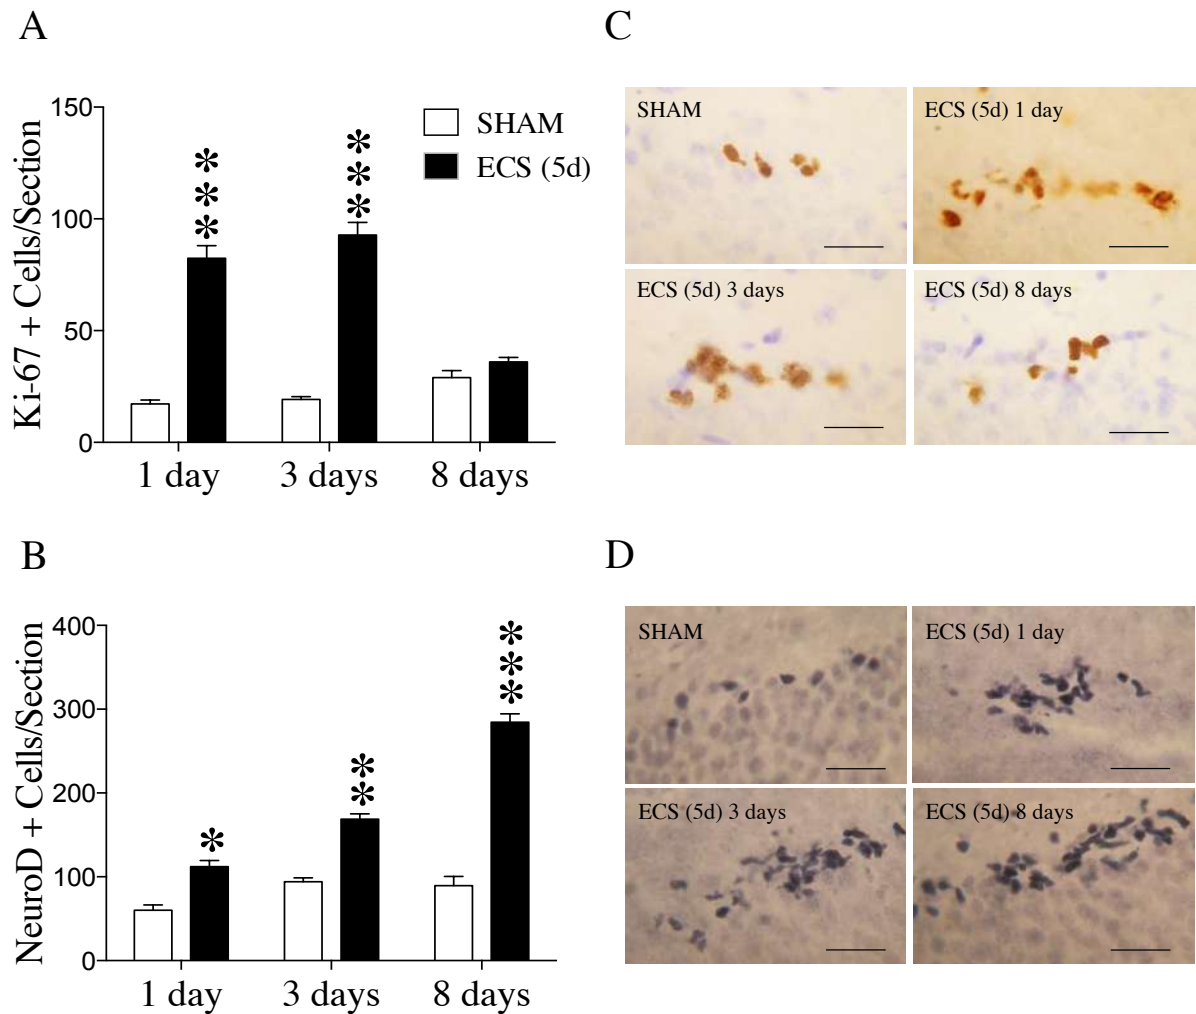 A
Ki-67 + Cells/Section
150
100
50
0
SHAM
ECS (5d)
***
***
1 day
3 days
8 days
C
SHAM
ECS (5d) 1 day
ECS (5d) 3 days
ECS (5d) 8 days
B
NeuroD + Cells/Section
400
300
200
100
0
*
**
***
1 day
3 days
8 days
D
SHAM
ECS (5d) 1 day
ECS (5d) 3 days
ECS (5d) 8 days